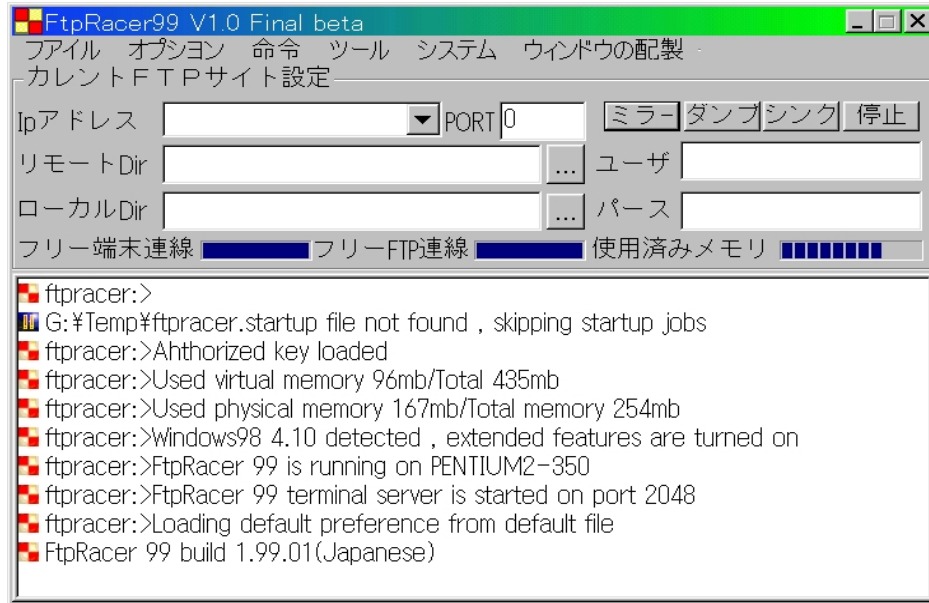 FtpRacer99 V1.0 Final beta
フアイル オプション 命令 ツール システム ウィンドウの配製
カレントＦＴＰサイト設定
Ipアドレス PORT 0 ミラー ダンプ シンク 停止
リモートDir ... ユーザ
ローカルDir ... パース
フリー端末連線 フリーFTP連線 使用済みメモリ
ftpracer:>
G:¥Temp¥ftpracer.startup file not found , skipping startup jobs
ftpracer:>Ahthorized key loaded
ftpracer:>Used virtual memory 96mb/Total 435mb
ftpracer:>Used physical memory 167mb/Total memory 254mb
ftpracer:>Windows98 4.10 detected , extended features are turned on
ftpracer:>FtpRacer 99 is running on PENTIUM2-350
ftpracer:>FtpRacer 99 terminal server is started on port 2048
ftpracer:>Loading default preference from default file
FtpRacer 99 build 1.99.01(Japanese)